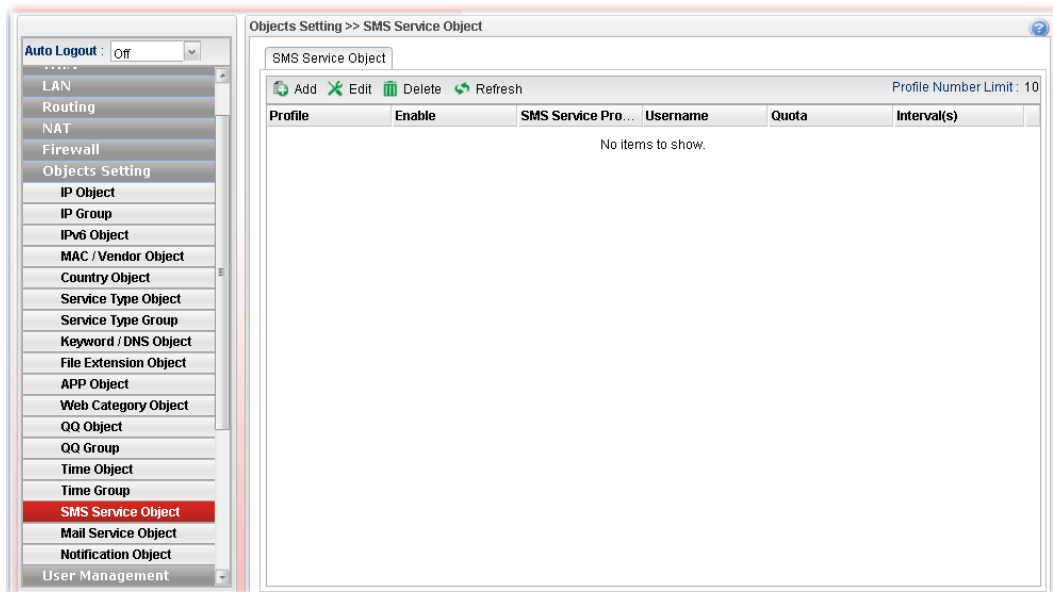 Objects Setting >> SMS Service Object
Auto Logout : Off
LAN
Routing
NAT
Firewall
Objects Setting
IP Object
IP Group
IPv6 Object
MAC / Vendor Object
Country Object
Service Type Object
Service Type Group
Keyword / DNS Object
File Extension Object
APP Object
Web Category Object
QQ Object
QQ Group
Time Object
Time Group
SMS Service Object
Mail Service Object
Notification Object
User Management
SMS Service Object
Add Edit Delete Refresh Profile Number Limit : 10
Profile Enable SMS Service Pro... Username Quota Interval(s)
No items to show.